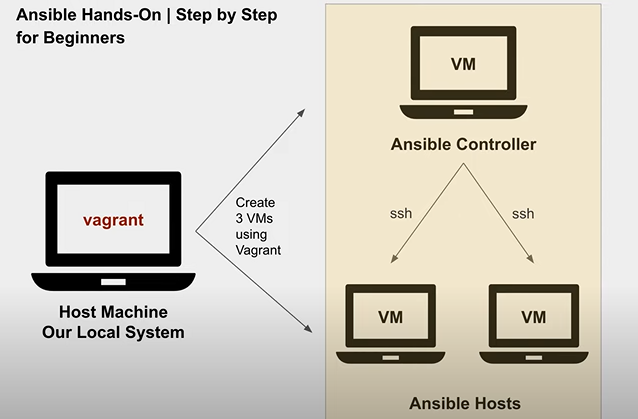 Ansible Hands-On | Step by Step
for Beginners
VM
Ansible Controller
vagrant
Create
3 VMs
using
Vagrant
ssh
ssh
Host Machine
Our Local System
VM
VM
Ansible Hosts